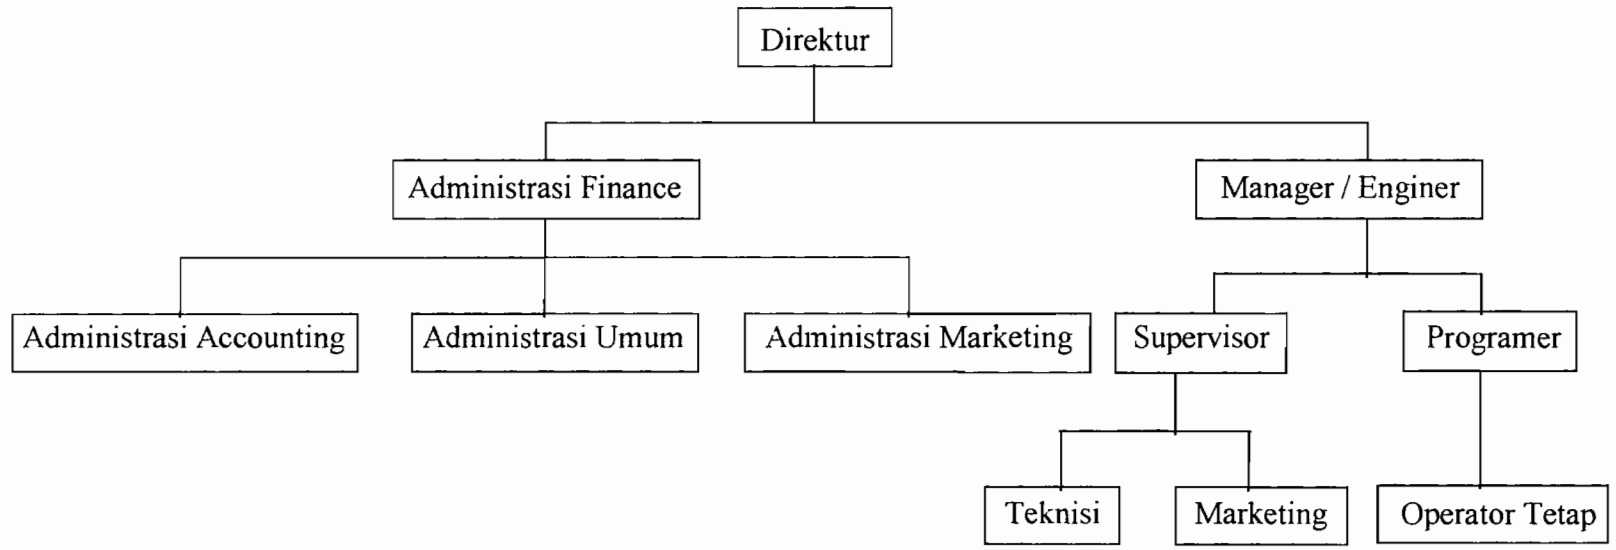 Direktur
Administrasi Finance
Manager / Enginer
Administrasi Accounting
Administrasi Umum
Administrasi Marketing
Supervisor
Programer
Teknisi
Marketing
Operator Tetap